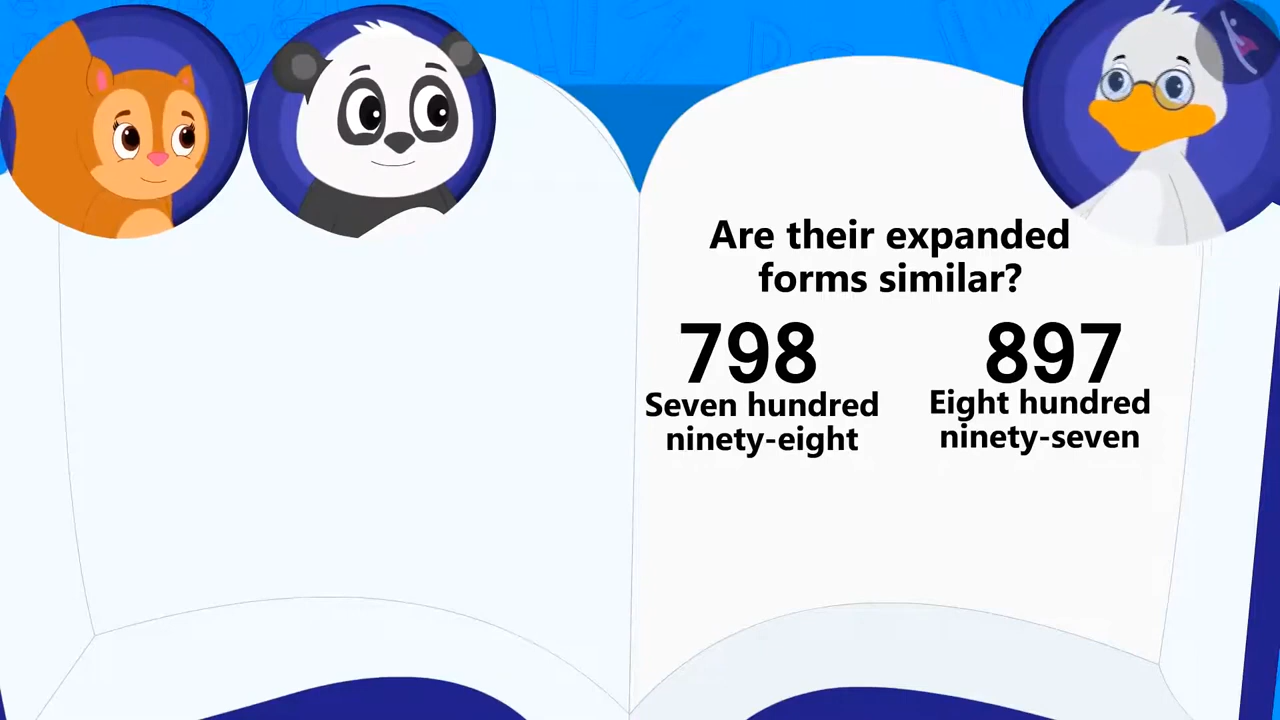 Are their expanded
forms similar?
798
Seven hundred
ninety-eight
897
Eight hundred
ninety-seven